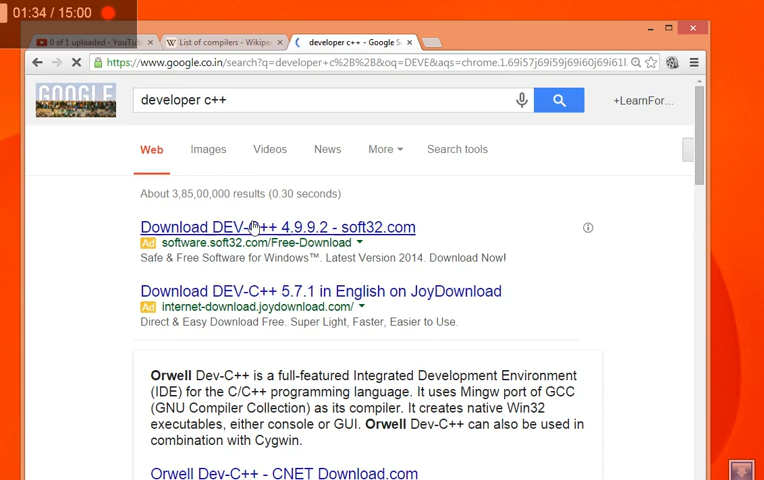 01:34 / 15:00
0 of 1 uploaded - YouTub
List of compilers - Wikipe
developer c++ - Google S
https://www.google.co.in/search?q=developer+c%2B%2B&oq=DEVE&aqs=chrome.1.69i57j69i59j69i60j69i61l
GOOGLE
developer c++
+LearnFor...
Web
Images
Videos
News
More
Search tools
About 3,85,00,000 results (0.30 seconds)
Download DEV-C++ 4.9.9.2 - soft32.com
Ad software.soft32.com/Free-Download
Safe & Free Software for Windows™. Latest Version 2014. Download Now!
Download DEV-C++ 5.7.1 in English on JoyDownload
Ad internet-download.joydownload.com/
Direct & Easy Download Free. Super Light, Faster, Easier to Use.
Orwell Dev-C++ is a full-featured Integrated Development Environment
(IDE) for the C/C++ programming language. It uses Mingw port of GCC
(GNU Compiler Collection) as its compiler. It creates native Win32
executables, either console or GUI. Orwell Dev-C++ can also be used in
combination with Cygwin.
Orwell Dev-C++ - CNET Download.com